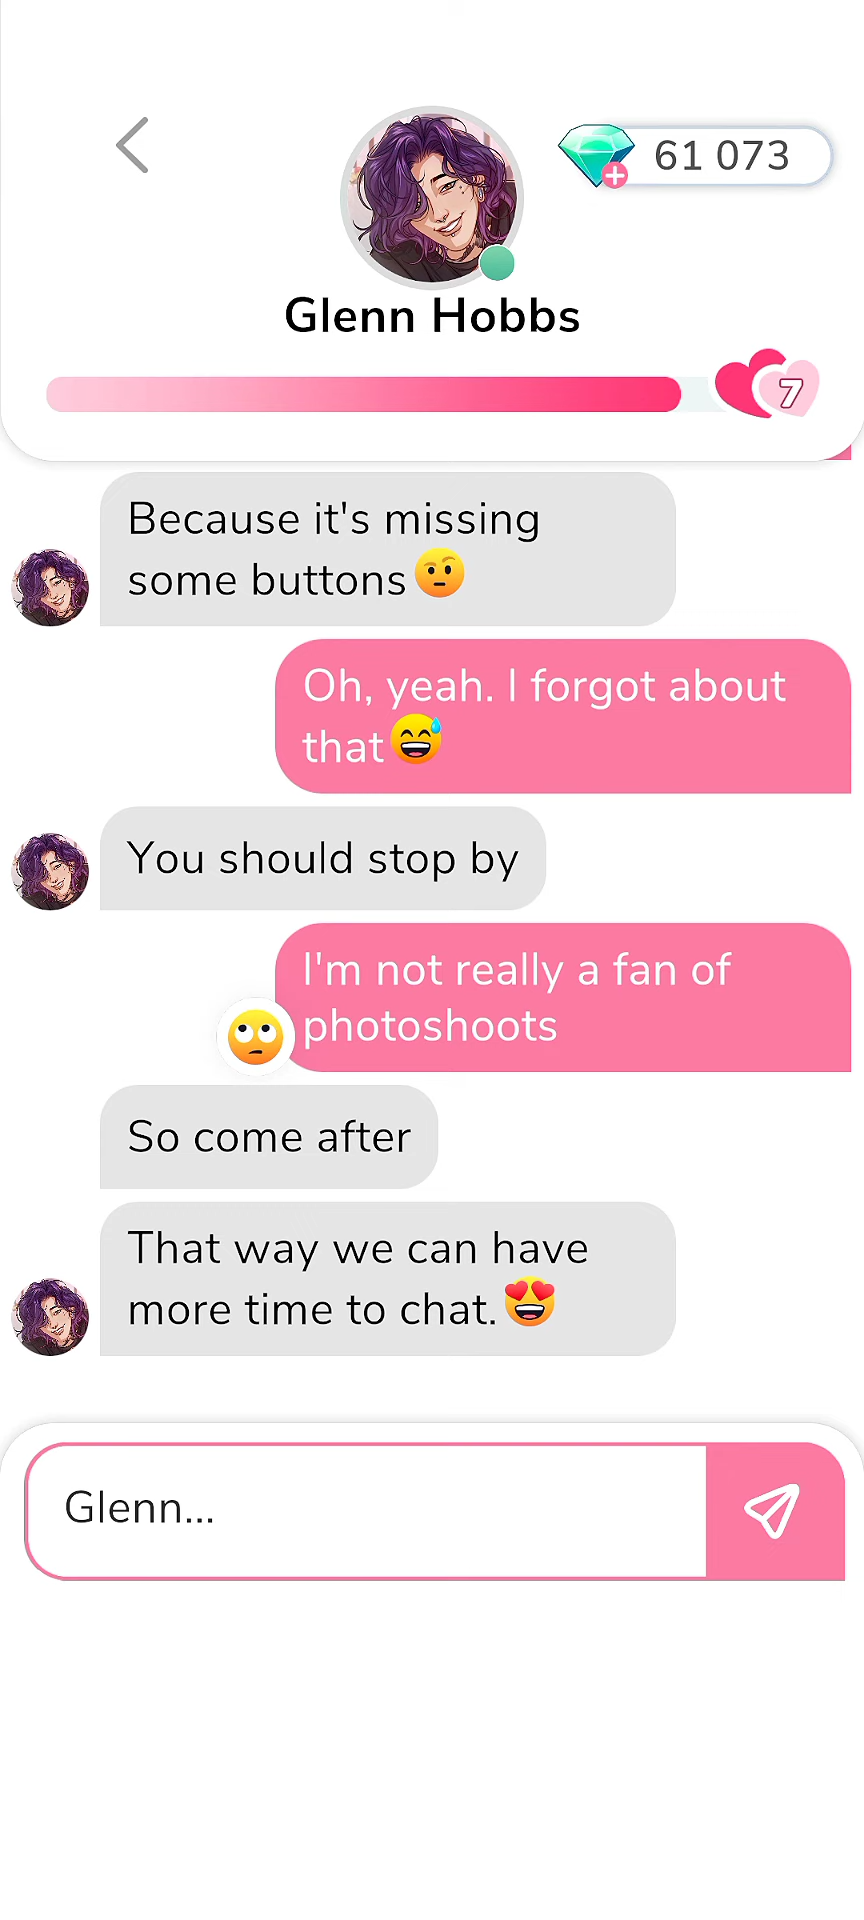 61 073
Glenn Hobbs
7
Because it's missing
some buttons🤨
Oh, yeah. I forgot about
that😅
You should stop by
I'm not really a fan of
photoshoots
🙄
So come after
That way we can have
more time to chat.😍
Glenn...